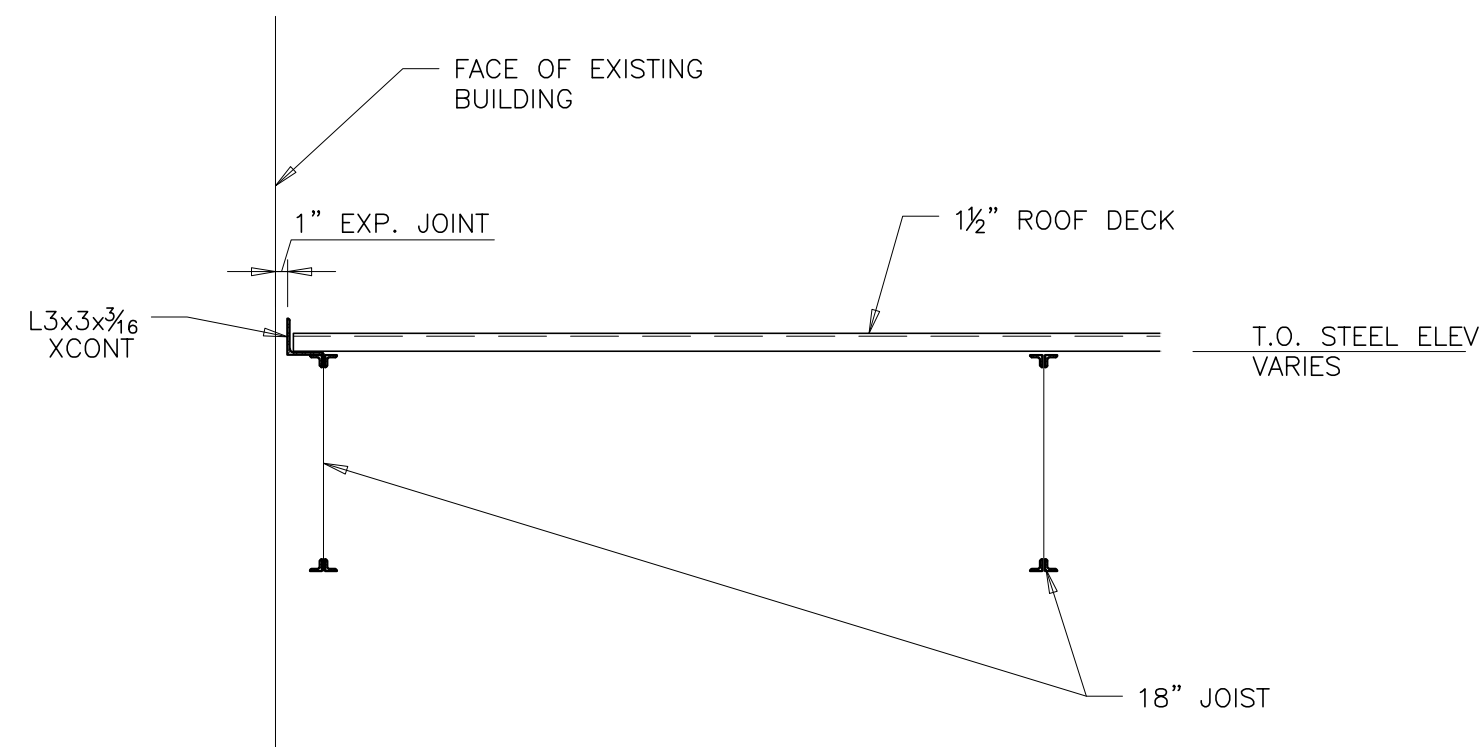 FACE OF EXISTING
BUILDING
1" EXP. JOINT
1½" ROOF DECK
L3x3x3/16
XCONT
T.O. STEEL ELEV
VARIES
18" JOIST